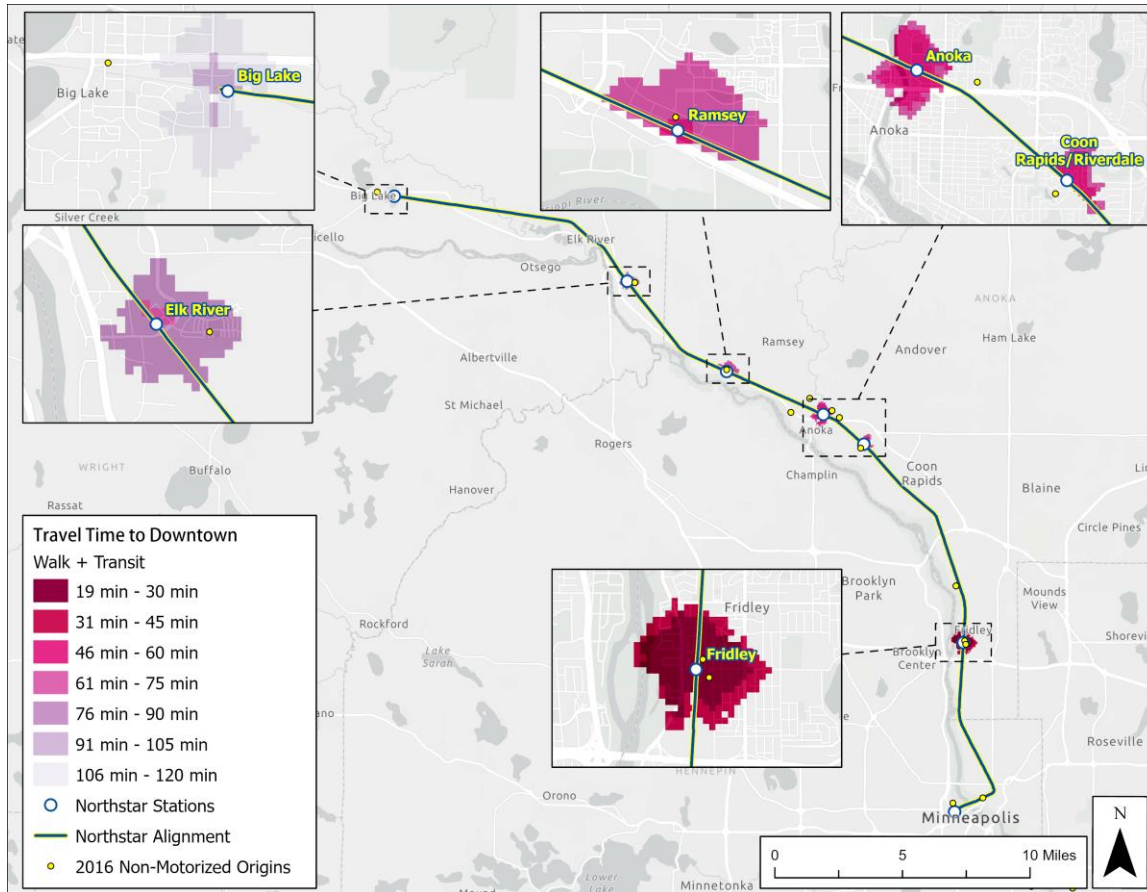 Big Lake
Big Lake
Ramsey
Anoka
Anoka
Coon
Rapids/Riverdale
Silver Creek
Big Lake
Elk River
Otsego
Elk River
ANOKA
Ham Lake
Ramsey
Andover
Albertville
St Michael
Anoka
Rogers
Champlin
Coon
Rapids
Blaine
WRIGHT
Buffalo
Hanover
Rassat
Circle Pines
Travel Time to Downtown
Walk + Transit
19 min - 30 min
31 min - 45 min
46 min - 60 min
61 min - 75 min
76 min - 90 min
91 min - 105 min
106 min - 120 min
Northstar Stations
Northstar Alignment
2016 Non-Motorized Origins
Fridley
Fridley
Brooklyn
Park
Mounds
View
Rockford
Lake
Sarah
Fridley
Brooklyn
Center
Roseville
HENNEPIN
Orono
Minneapolis
N
0 5 10 Miles
Minnetonka